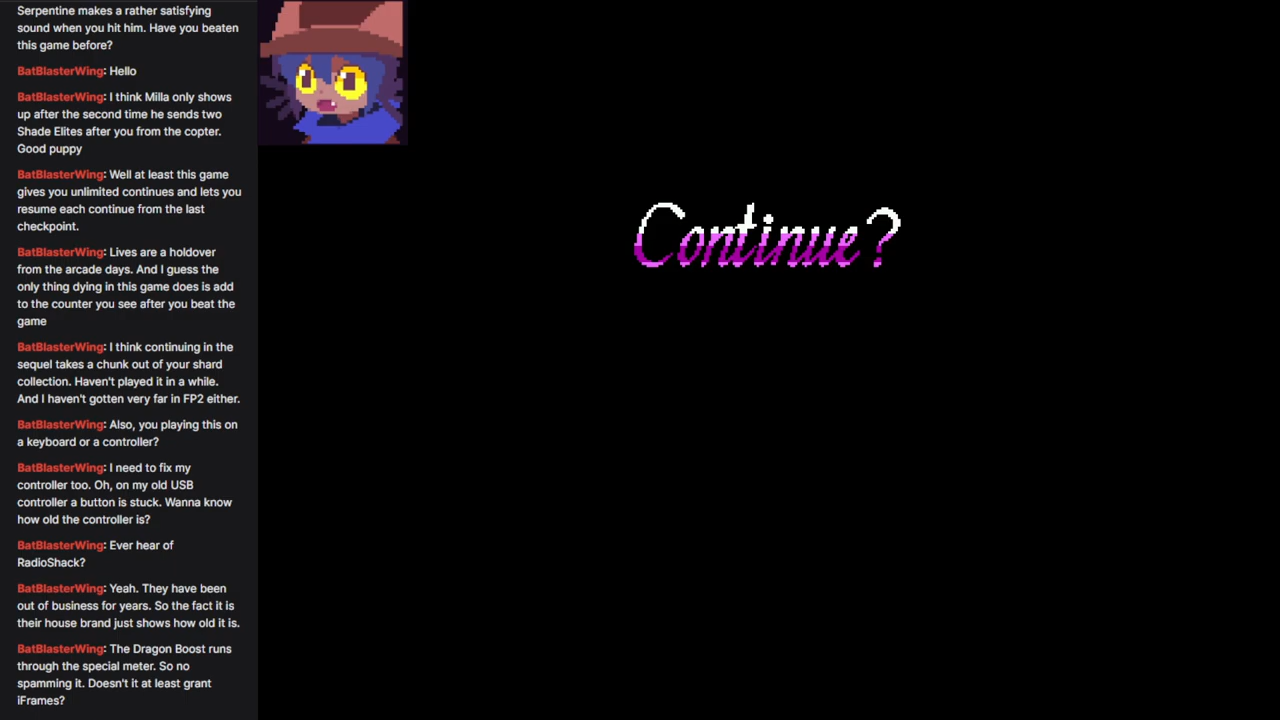 Serpentine makes a rather satisfying
sound when you hit him. Have you beaten
this game before?
BatBlasterWing: Hello
BatBlasterWing: I think Milla only shows
up after the second time he sends two
Shade Elites after you from the copter.
Good puppy
BatBlasterWing: Well at least this game
gives you unlimited continues and lets you
resume each continue from the last
checkpoint.
BatBlasterWing: Lives are a holdover
from the arcade days. And I guess the
only thing dying in this game does is add
to the counter you see after you beat the
game
BatBlasterWing: I think continuing in the
sequel takes a chunk out of your shard
collection. Haven't played it in a while.
And I haven't gotten very far in FP2 either.
BatBlasterWing: Also, you playing this on
a keyboard or a controller?
BatBlasterWing: I need to fix my
controller too. Oh, on my old USB
controller a button is stuck. Wanna know
how old the controller is?
BatBlasterWing: Ever hear of
RadioShack?
BatBlasterWing: Yeah. They have been
out of business for years. So the fact it is
their house brand just shows how old it is.
BatBlasterWing: The Dragon Boost runs
through the special meter. So no
spamming it. Doesn't it at least grant
iFrames?
Continue?